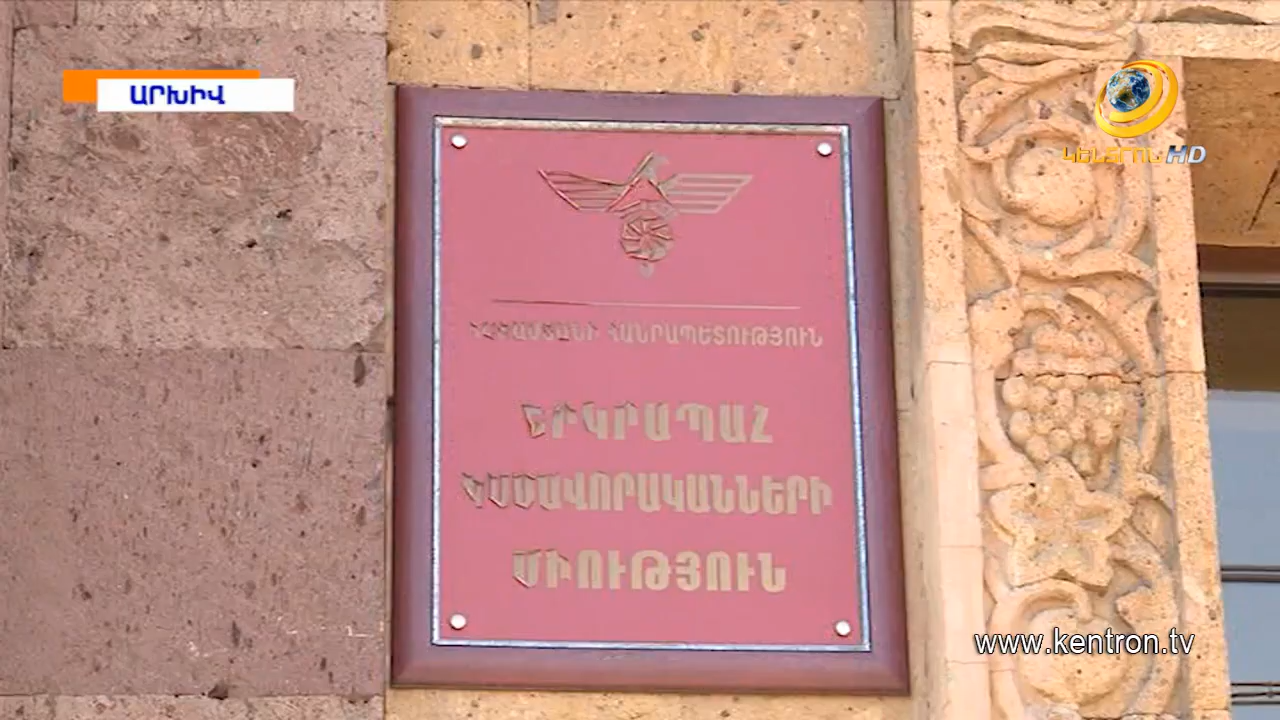 ԱՐԽԻՎ
ԿԵՆՏՐՈՆ HD
ՀԱՅԱՍՏԱՆԻ ՀԱՆՐԱՊԵՏՈՒԹՅՈՒՆ
ԵՐԿՐԱՊԱՀ
ԿԱՄԱՎՈՐԱԿԱՆՆԵՐԻ
ՄԻՈՒԹՅՈՒՆ
www.kentron.tv